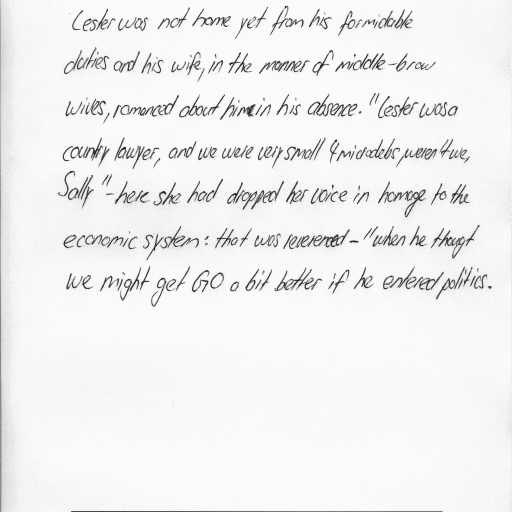 Lester was not home yet from his formidable
duties and his wife, in the manner of middle-brow
wives, romanced about him in his absence. "Lester was a
country lawyer, and we were very small & microdebs, weren't we,
Sally" - here she had dropped her voice in homage to the
economic system: that was reverenced - "when he thougt
we might get GO a bit better if he entered politics.